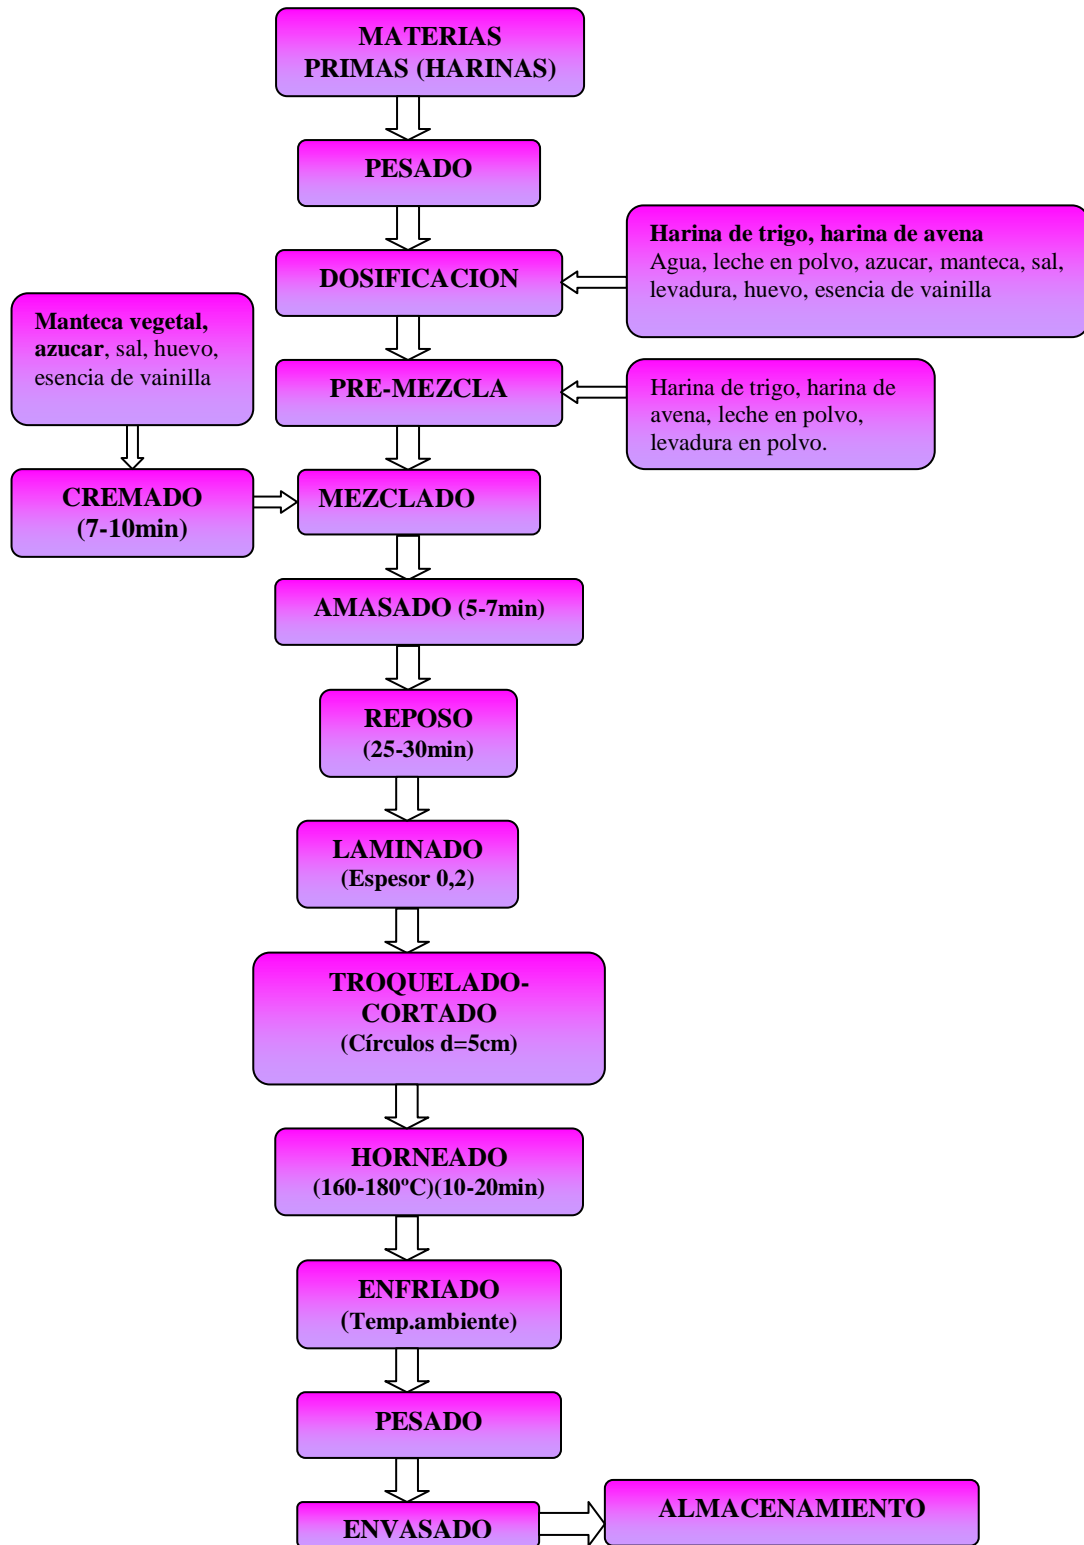 MATERIAS
PRIMAS (HARINAS)
PESADO
Harina de trigo, harina de avena
Agua, leche en polvo, azucar, manteca, sal,
levadura, huevo, esencia de vainilla
DOSIFICACION
Manteca vegetal,
azucar, sal, huevo,
esencia de vainilla
PRE-MEZCLA
Harina de trigo, harina de
avena, leche en polvo,
levadura en polvo.
CREMADO
(7-10min)
MEZCLADO
AMASADO (5-7min)
REPOSO
(25-30min)
LAMINADO
(Espesor 0,2)
TROQUELADO-
CORTADO
(Círculos d=5cm)
HORNEADO
(160-180ºC)(10-20min)
ENFRIADO
(Temp.ambiente)
PESADO
ENVASADO
ALMACENAMIENTO